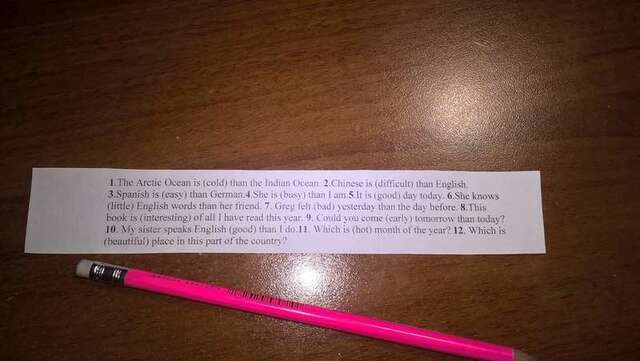 1.The Arctic Ocean is (cold) than the Indian Ocean. 2.Chinese is (difficult) than English.
3.Spanish is (easy) than German.4.She is (busy) than I am.5.It is (good) day today. 6.She knows
(little) English words than her friend. 7. Greg felt (bad) yesterday than the day before. 8.This
book is (interesting) of all I have read this year. 9. Could you come (early) tomorrow than today?
10. My sister speaks English (good) than I do.11. Which is (hot) month of the year? 12. Which is
(beautiful) place in this part of the country?